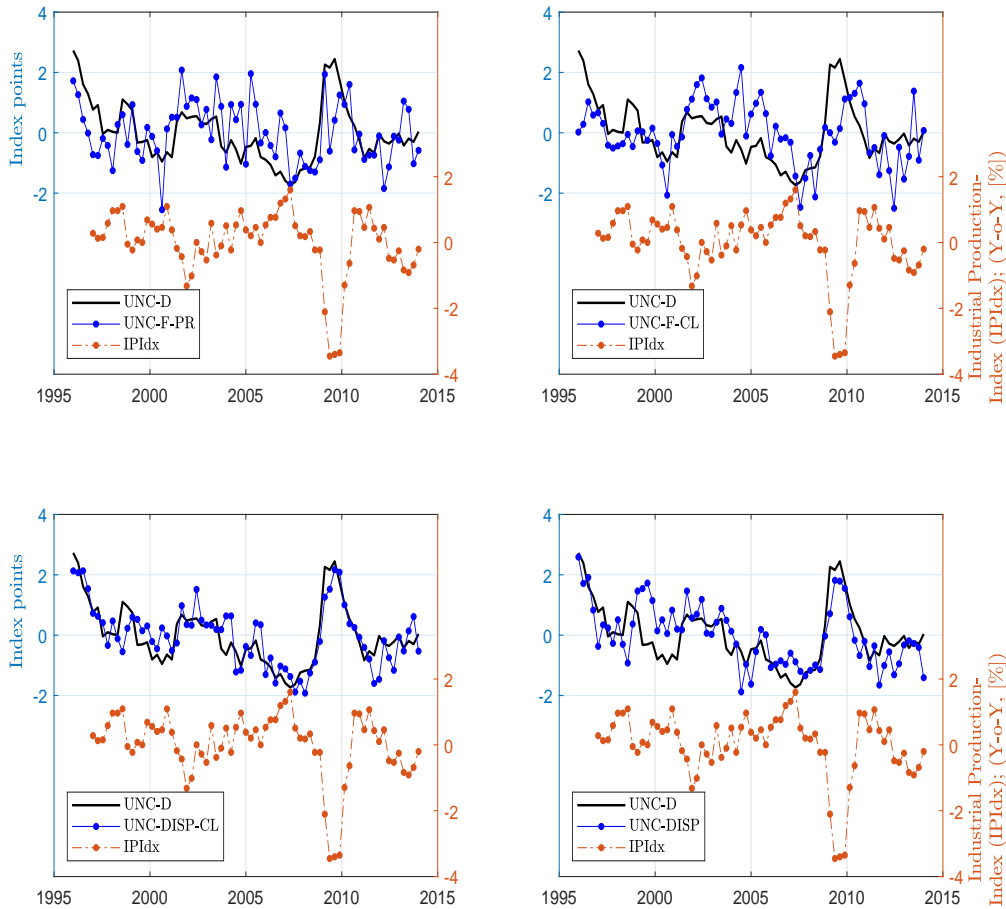 4
2
0
-2
Index points
2
0
-2
-4
UNC-D
UNC-F-PR
IPIdx
1995
2000
2005
2010
2015
4
2
0
-2
2
0
-2
-4
Industrial Production-
Index (IPIdx); (Y-o-Y, [%])
UNC-D
UNC-F-CL
IPIdx
1995
2000
2005
2010
2015
4
2
0
-2
Index points
2
0
-2
-4
UNC-D
UNC-DISP-CL
IPIdx
1995
2000
2005
2010
2015
4
2
0
-2
2
0
-2
-4
Industrial Production-
Index (IPIdx); (Y-o-Y, [%])
UNC-D
UNC-DISP
IPIdx
1995
2000
2005
2010
2015